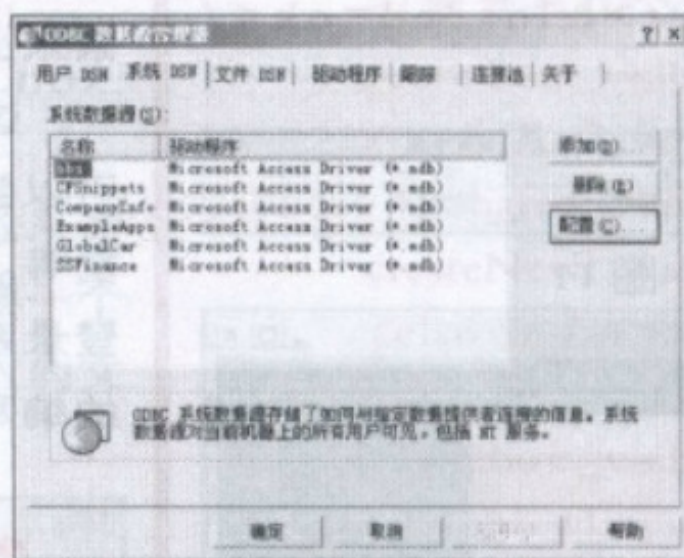 ODBC 数据源管理器 ? ×
用户 DSN 系统 DSN 文件 DSN 驱动程序 跟踪 连接池 关于
系统数据源(S):
名称 驱动程序
bbs Microsoft Access Driver (*.mdb)
CFSnippets Microsoft Access Driver (*.mdb)
CompanyInfo Microsoft Access Driver (*.mdb)
ExampleApps Microsoft Access Driver (*.mdb)
GlobalCar Microsoft Access Driver (*.mdb)
SSFinance Microsoft Access Driver (*.mdb)
添加(D)...
删除(R)
配置(C)...
ODBC 系统数据源存储了如何与指定数据提供者连接的信息。系统
数据源对当前机器上的所有用户可见，包括 NT 服务。
确定 取消 帮助